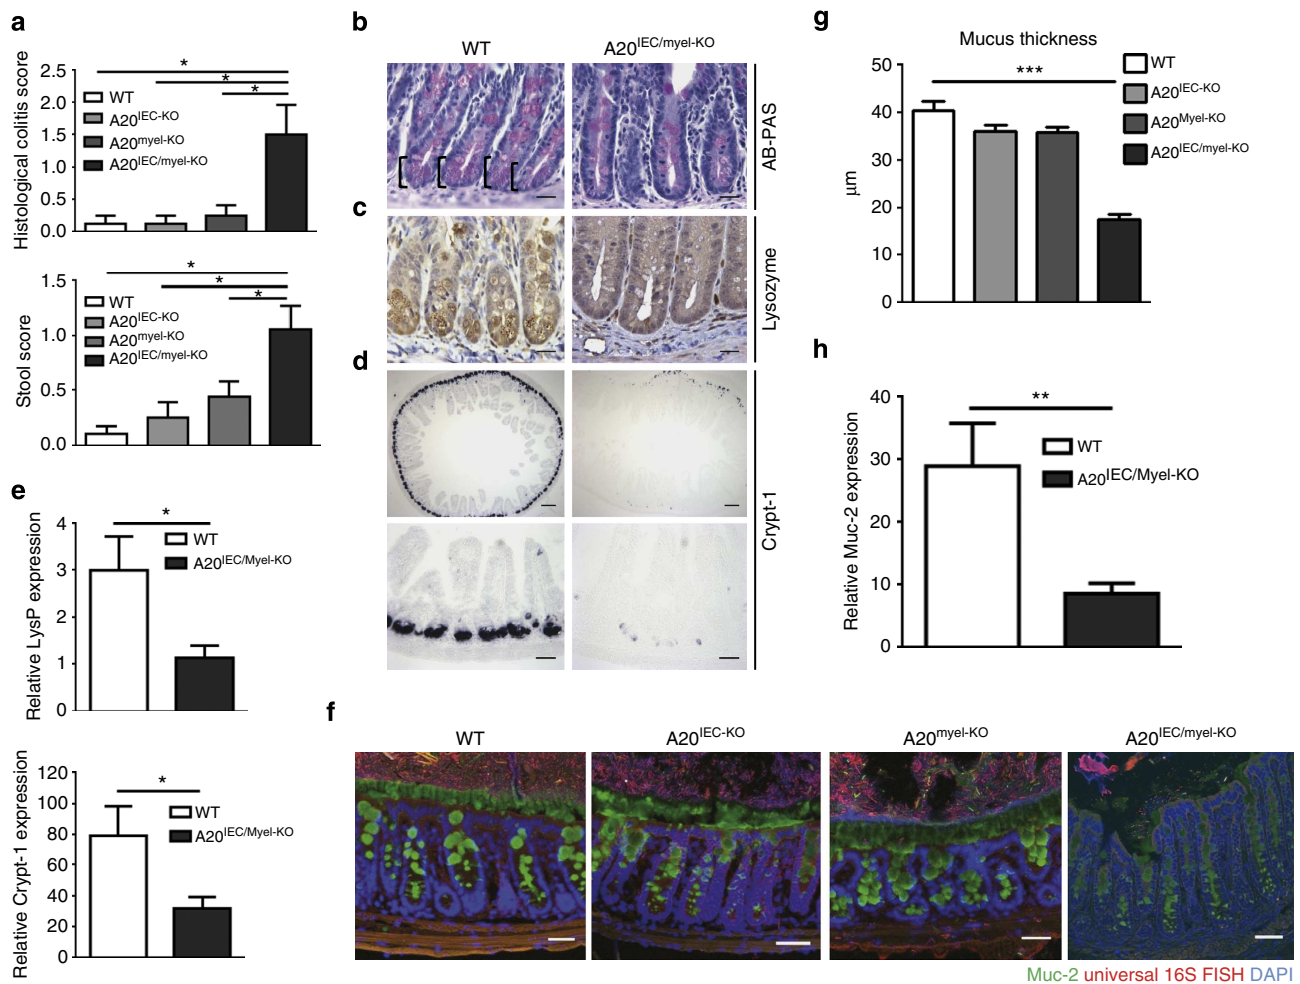 a
Histological colitis score
2.5
2.0
1.5
1.0
0.5
0.0
*
*
*
WT
A20IEC-KO
A20myel-KO
A20IEC/myel-KO
Stool score
1.5
1.0
0.5
0.0
*
*
*
WT
A20IEC-KO
A20myel-KO
A20IEC/myel-KO
b
WT
A20IEC/myel-KO
AB-PAS
c
Lysozyme
d
Crypt-1
e
Relative LysP expression
4
3
2
1
0
*
WT
A20IEC/Myel-KO
Relative Crypt-1 expression
120
100
80
60
40
20
0
*
WT
A20IEC/Myel-KO
f
WT
A20IEC-KO
A20myel-KO
A20IEC/myel-KO
Muc-2 universal 16S FISH DAPI
g
Mucus thickness
µm
50
40
30
20
10
0
***
WT
A20IEC-KO
A20Myel-KO
A20IEC/myel-KO
h
Relative Muc-2 expression
40
30
20
10
0
**
WT
A20IEC/Myel-KO